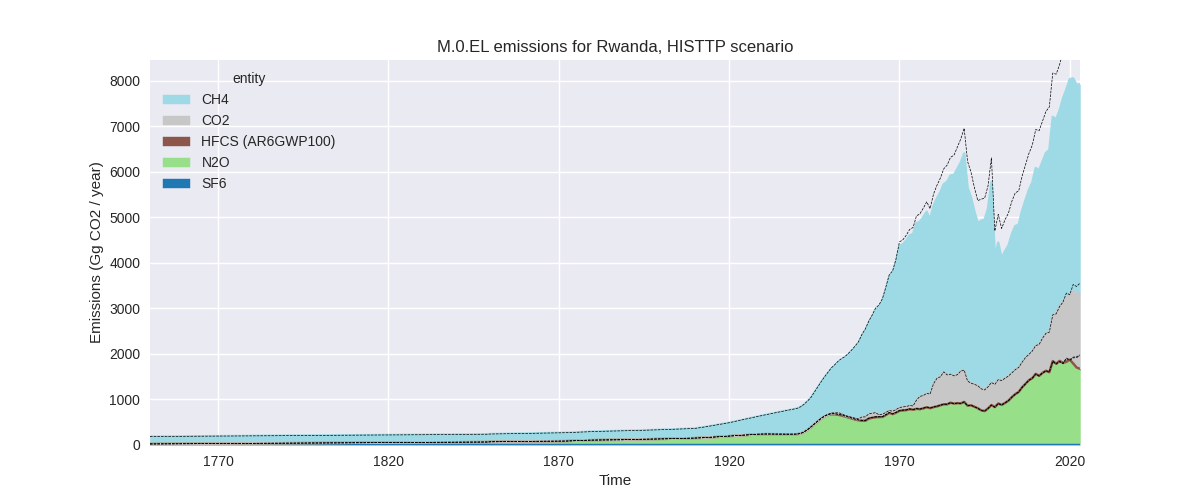 M.0.EL emissions for Rwanda, HISTTP scenario
entity
CH4
CO2
HFCS (AR6GWP100)
N2O
SF6
Emissions (Gg CO2 / year)
8000
7000
6000
5000
4000
3000
2000
1000
0
1770
1820
1870
1920
1970
2020
Time